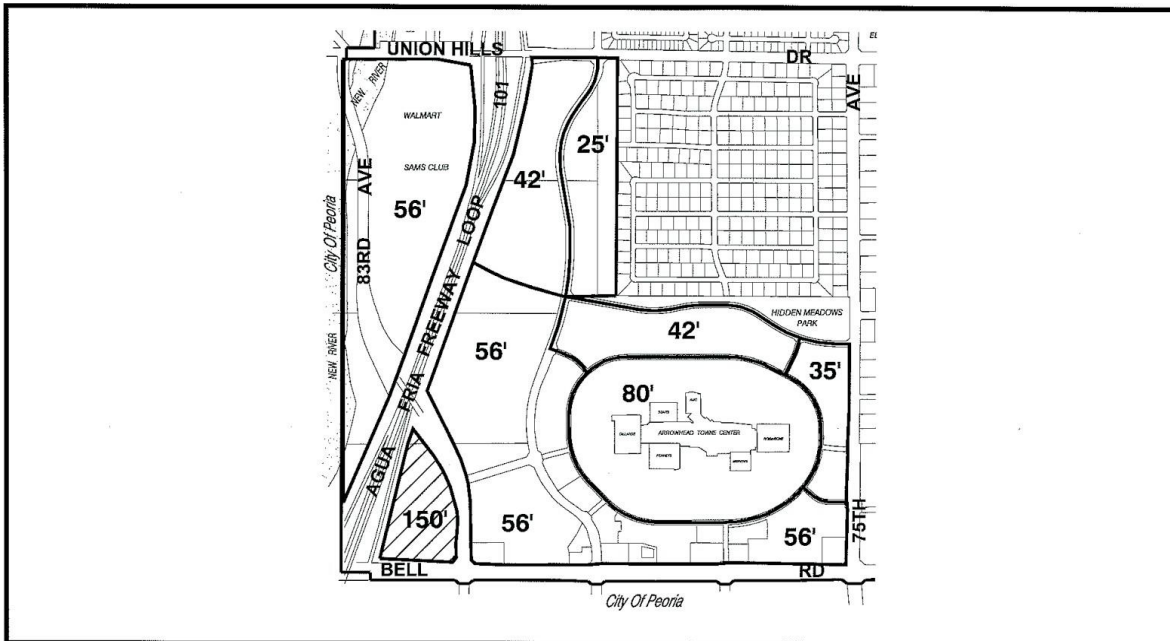 UNION HILLS
DR
AVE
NEW RIVER
101
WALMART
25'
SAMS CLUB
42'
AVE
56'
City Of Peoria
83RD
LOOP
FREEWAY
HIDDEN MEADOWS
PARK
42'
NEW RIVER
56'
35'
80'
FRIA
ARROWHEAD TOWNE CENTER
AGUA
150'
56'
56'
75TH
BELL
RD
City Of Peoria